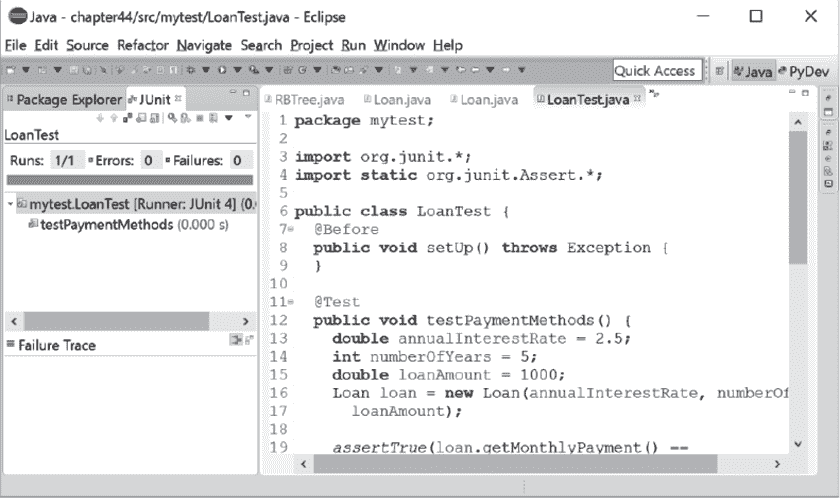 Java - chapter44/src/mytest/LoanTest.java - Eclipse
File Edit Source Refactor Navigate Search Project Run Window Help
Quick Access Java PyDev
Package Explorer JUnit
LoanTest
Runs: 1/1 Errors: 0 Failures: 0
mytest.LoanTest [Runner: JUnit 4] (0.
testPaymentMethods (0.000 s)
Failure Trace
RBTree.java Loan.java Loan.java LoanTest.java
1 package mytest;
2
3 import org.junit.*;
4 import static org.junit.Assert.*;
5
6 public class LoanTest {
7 @Before
8 public void setUp() throws Exception {
9 }
10
11 @Test
12 public void testPaymentMethods() {
13 double annualInterestRate = 2.5;
14 int numberOfYears = 5;
15 double loanAmount = 1000;
16 Loan loan = new Loan(annualInterestRate, numberOf
17 loanAmount);
18
19 assertTrue(loan.getMonthlyPayment() ==